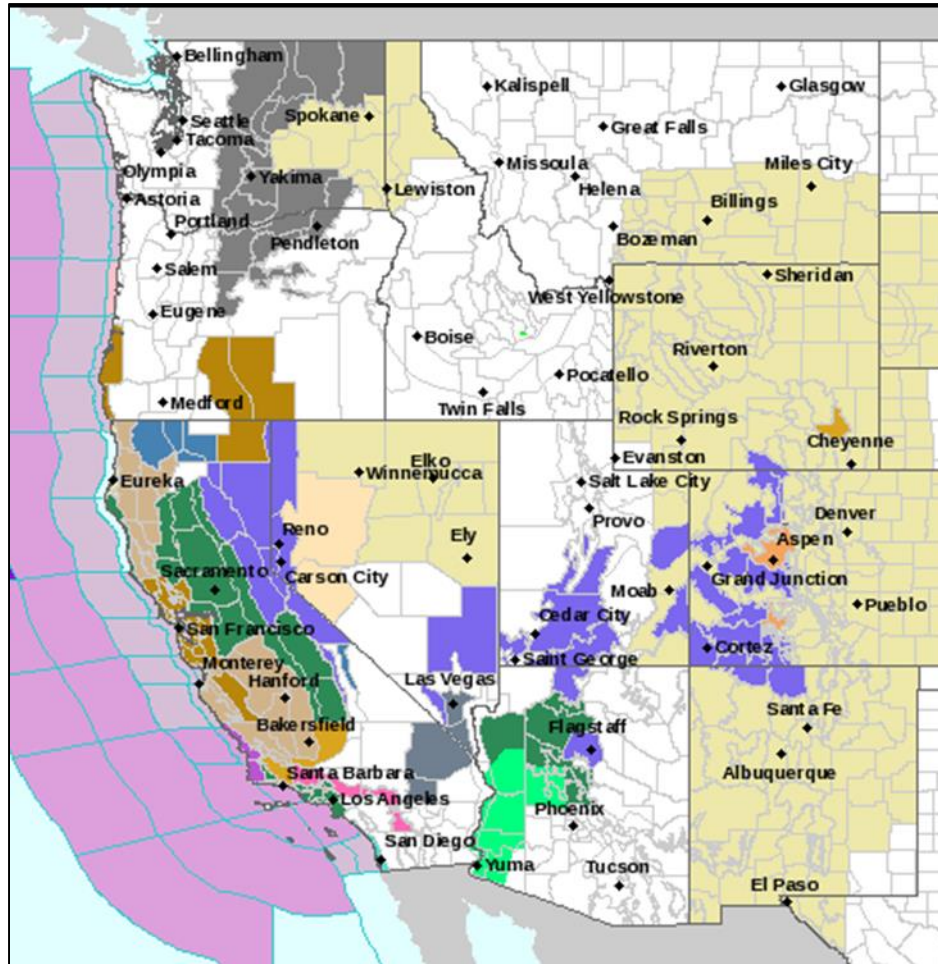 Bellingham
Kalispell
Glasgow
Seattle
Spokane
Great Falls
Tacoma
Olympia
Missoula
Miles City
Yakima
Helena
Astoria
Lewiston
Billings
Portland
Pendleton
Bozeman
Salem
Sheridan
West Yellowstone
Eugene
Boise
Riverton
Pocatello
Medford
Twin Falls
Rock Springs
Cheyenne
Elko
Evanston
Winnemucca
Eureka
Salt Lake City
Provo
Denver
Reno
Ely
Aspen
Sacramento
Carson City
Grand Junction
Moab
Pueblo
Cedar City
San Francisco
Cortez
Monterey
Saint George
Hanford
Las Vegas
Santa Fe
Bakersfield
Flagstaff
Albuquerque
Santa Barbara
Los Angeles
Phoenix
San Diego
Yuma
Tucson
El Paso